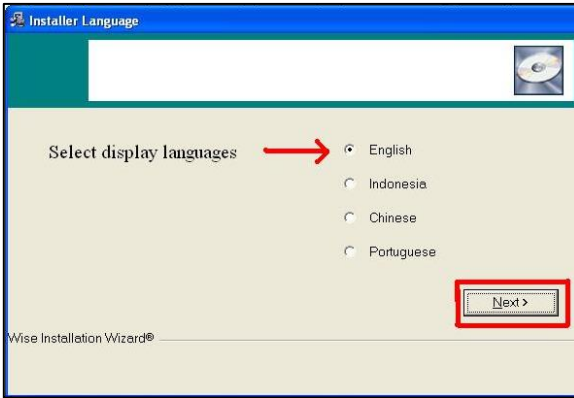 Installer Language
Select display languages
English
Indonesia
Chinese
Portuguese
Next >
Wise Installation Wizard®